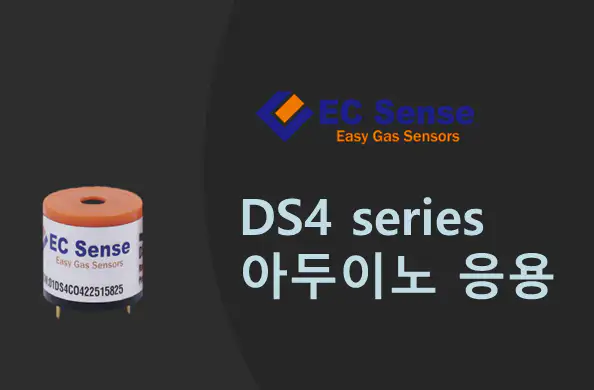 EC Sense
Easy Gas Sensors
DS4 series
아두이노 응용
EC Sense
Easy Gas Sensors
01DS4CO422515825